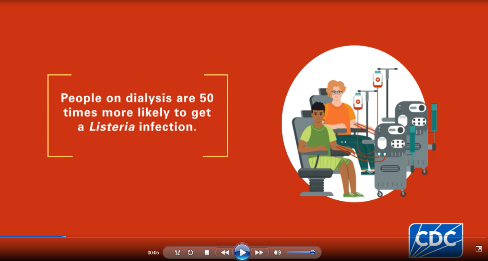 People on dialysis are 50
times more likely to get
a Listeria infection.
CDC